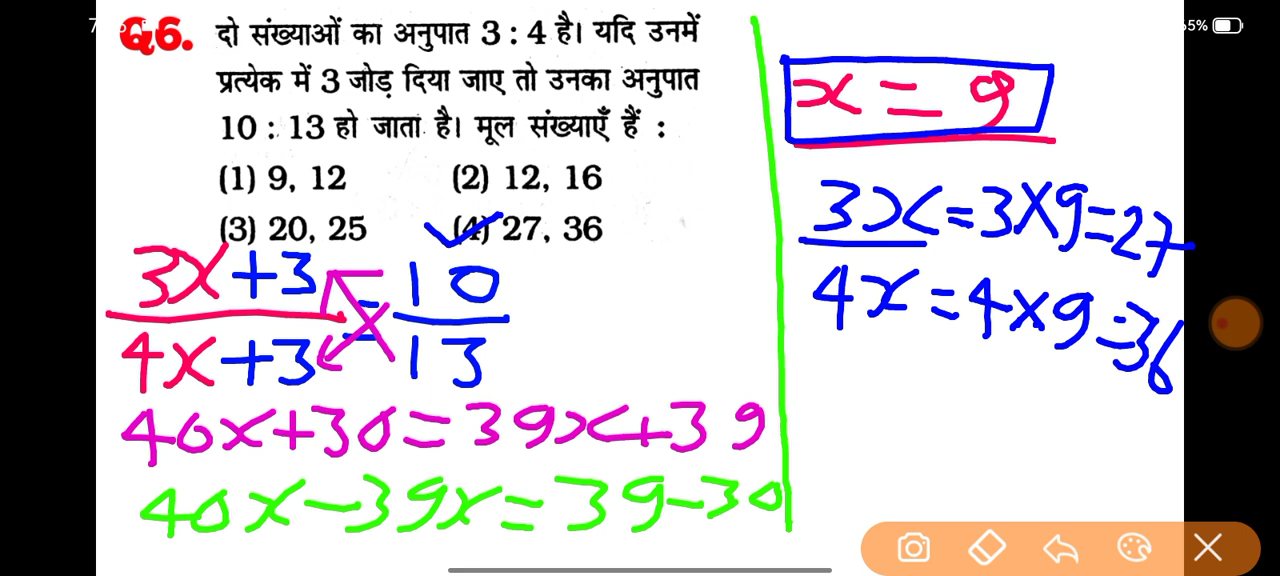 Q6. दो संख्याओं का अनुपात 3 : 4 है। यदि उनमें
प्रत्येक में 3 जोड़ दिया जाए तो उनका अनुपात
10 : 13 हो जाता है। मूल संख्याएँ हैं :
(1) 9, 12 (2) 12, 16
(3) 20, 25 (4) 27, 36
3x+3 / 4x+3 = 10 / 13
40x+30=39x+39
40x-39x=39-30
x = 9
3x=3×9=27
4x=4×9=36